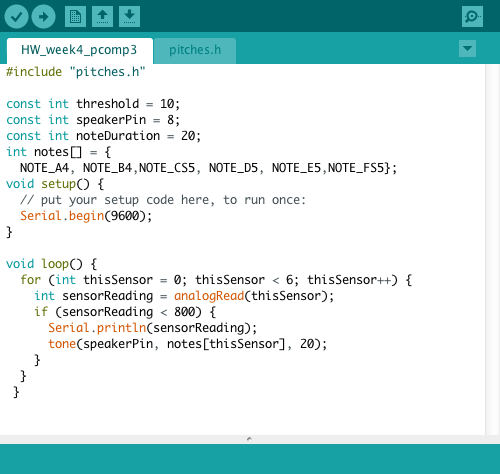 HW_week4_pcomp3 pitches.h
#include "pitches.h"
const int threshold = 10;
const int speakerPin = 8;
const int noteDuration = 20;
int notes[] = {
  NOTE_A4, NOTE_B4,NOTE_CS5, NOTE_D5, NOTE_E5,NOTE_FS5};
void setup() {
  // put your setup code here, to run once:
  Serial.begin(9600);
}
void loop() {
  for (int thisSensor = 0; thisSensor < 6; thisSensor++) {
    int sensorReading = analogRead(thisSensor);
    if (sensorReading < 800) {
      Serial.println(sensorReading);
      tone(speakerPin, notes[thisSensor], 20);
    }
  }
 }